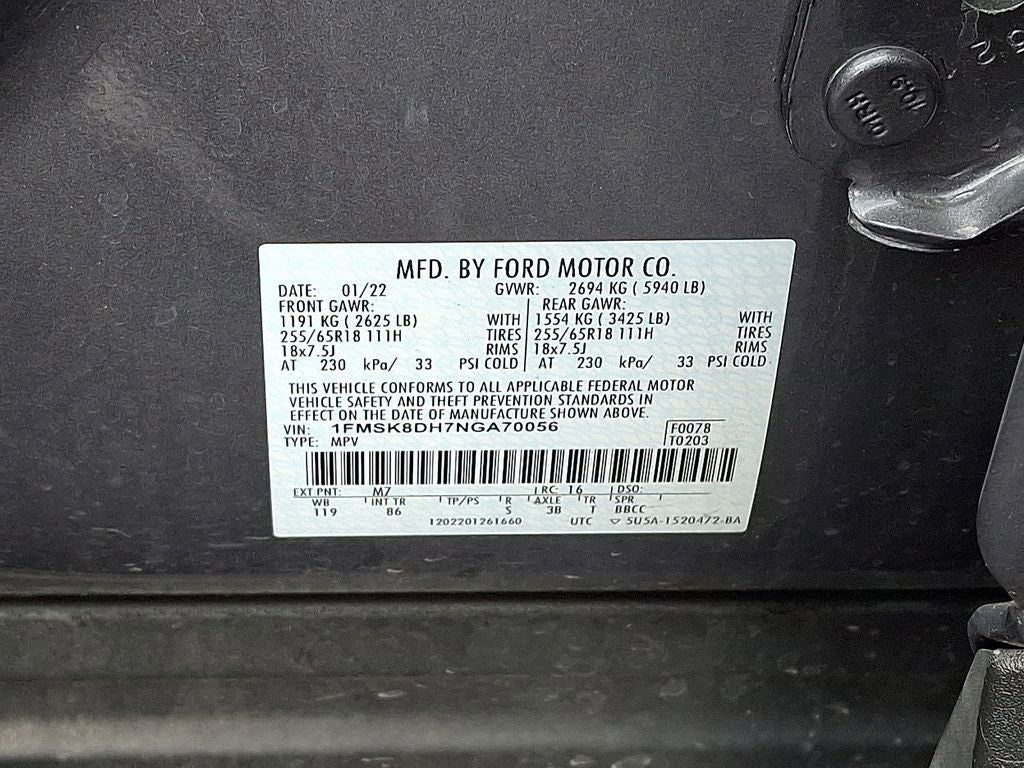 MFD. BY FORD MOTOR CO.
DATE: 01/22 GVWR: 2694 KG ( 5940 LB)
FRONT GAWR: REAR GAWR:
1191 KG ( 2625 LB) WITH 1554 KG ( 3425 LB) WITH
255/65R18 111H TIRES 255/65R18 111H TIRES
18x7.5J RIMS 18x7.5J RIMS
AT 230 kPa/ 33 PSI COLD AT 230 kPa/ 33 PSI COLD
THIS VEHICLE CONFORMS TO ALL APPLICABLE FEDERAL MOTOR
VEHICLE SAFETY AND THEFT PREVENTION STANDARDS IN
EFFECT ON THE DATE OF MANUFACTURE SHOWN ABOVE.
VIN: 1FMSK8DH7NGA70056 F0078
TYPE: MPV T0203
EXT PNT: M7 RC: 16 DSO:
WB INT TR TP/PS R AXLE TR SPR
119 86 S 3B T BBCC
1202201261660 UTC ▽ 5U5A-1520472-BA